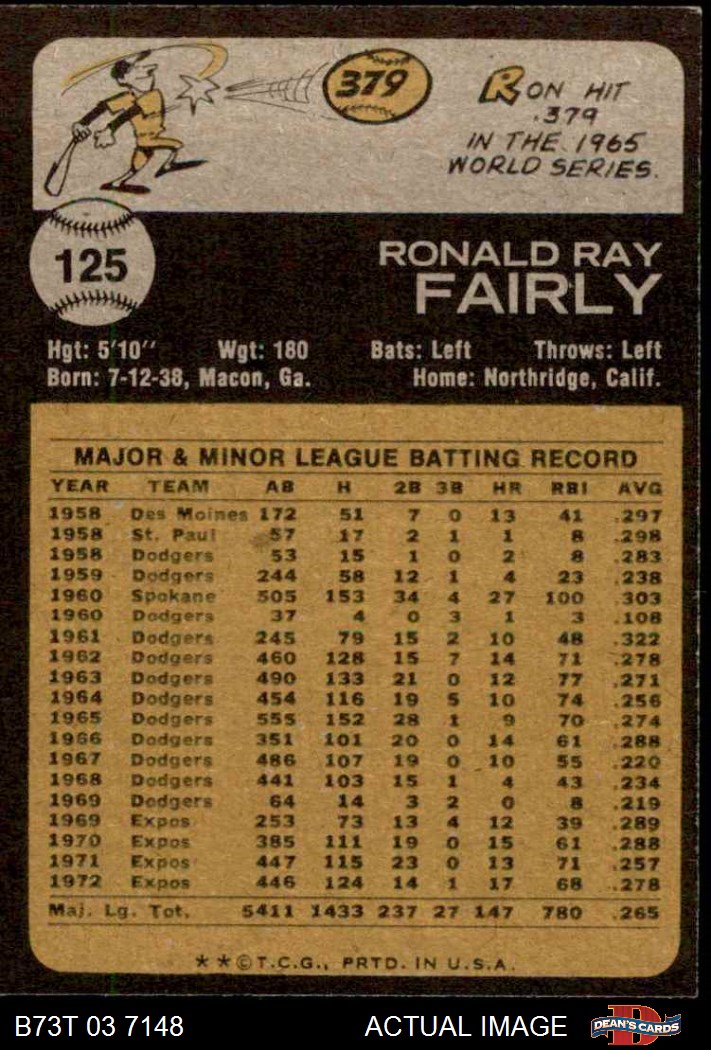 379
RON HIT
.379
IN THE 1965
WORLD SERIES.
125
RONALD RAY
FAIRLY
Hgt: 5'10" Wgt: 180 Bats: Left Throws: Left
Born: 7-12-38, Macon, Ga. Home: Northridge, Calif.
MAJOR & MINOR LEAGUE BATTING RECORD
YEAR TEAM AB H 2B 3B HR RBI AVG
1958 Des Moines 172 51 7 0 13 41 .297
1958 St. Paul 57 17 2 1 1 8 .298
1958 Dodgers 53 15 1 0 2 8 .283
1959 Dodgers 244 58 12 1 4 23 .238
1960 Spokane 505 153 34 4 27 100 .303
1960 Dodgers 37 4 0 3 1 3 .108
1961 Dodgers 245 79 15 2 10 48 .322
1962 Dodgers 460 128 15 7 14 71 .278
1963 Dodgers 490 133 21 0 12 77 .271
1964 Dodgers 454 116 19 5 10 74 .256
1965 Dodgers 555 152 28 1 9 70 .274
1966 Dodgers 351 101 20 0 14 61 .288
1967 Dodgers 486 107 19 0 10 55 .220
1968 Dodgers 441 103 15 1 4 43 .234
1969 Dodgers 64 14 3 2 0 8 .219
1969 Expos 253 73 13 4 12 39 .289
1970 Expos 385 111 19 0 15 61 .288
1971 Expos 447 115 23 0 13 71 .257
1972 Expos 446 124 14 1 17 68 .278
Maj. Lg. Tot. 5411 1433 237 27 147 780 .265
**©T.C.G., PRTD. IN U.S.A.
B73T 03 7148 ACTUAL IMAGE D DEAN'S CARDS